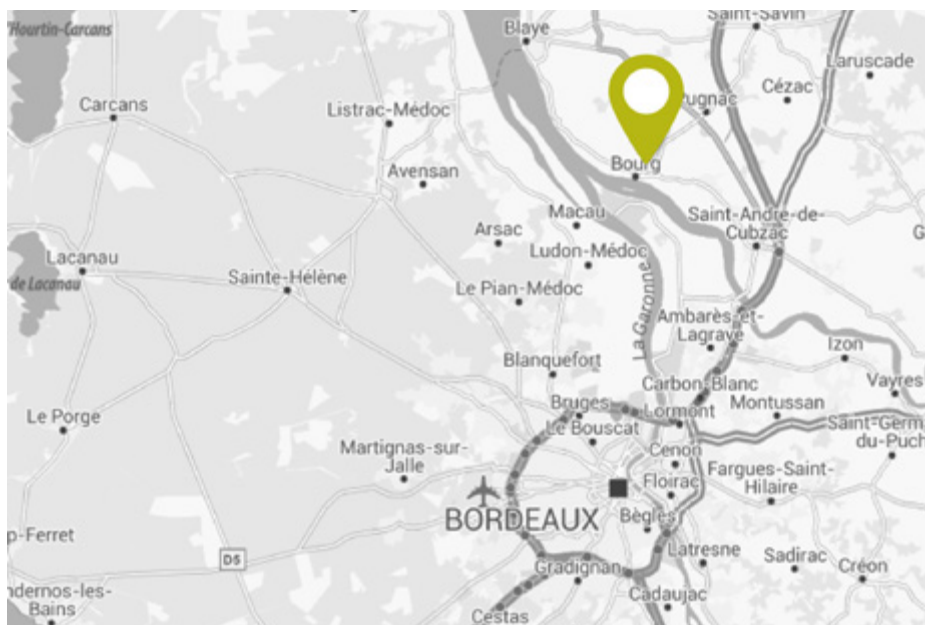 Saint-Savin
Blaye
d'Hourtin-Carcans
Laruscade
Cézac
Carcans
Listrac-Médoc
Pugnac
Bourg
Avensan
Macau
Saint-André-de-
Cubzac
Arsac
Ludon-Médoc
Lacanau
de Lacanau
Sainte-Hélène
Le Pian-Médoc
La Garonne
Ambarès-et-
Lagrave
Izon
Blanquefort
Carbon-Blanc
Vayres
Bruges
Lormont
Montussan
Le Porge
Le Bouscat
Saint-Germ
du-Puch
Martignas-sur-
Jalle
Cenon
Floirac
Fargues-Saint-
Hilaire
BORDEAUX
Bègles
p-Ferret
D5
Latresne
Sadirac
Créon
Gradignan
ndernos-les-
Bains
Cadaujac
Cestas